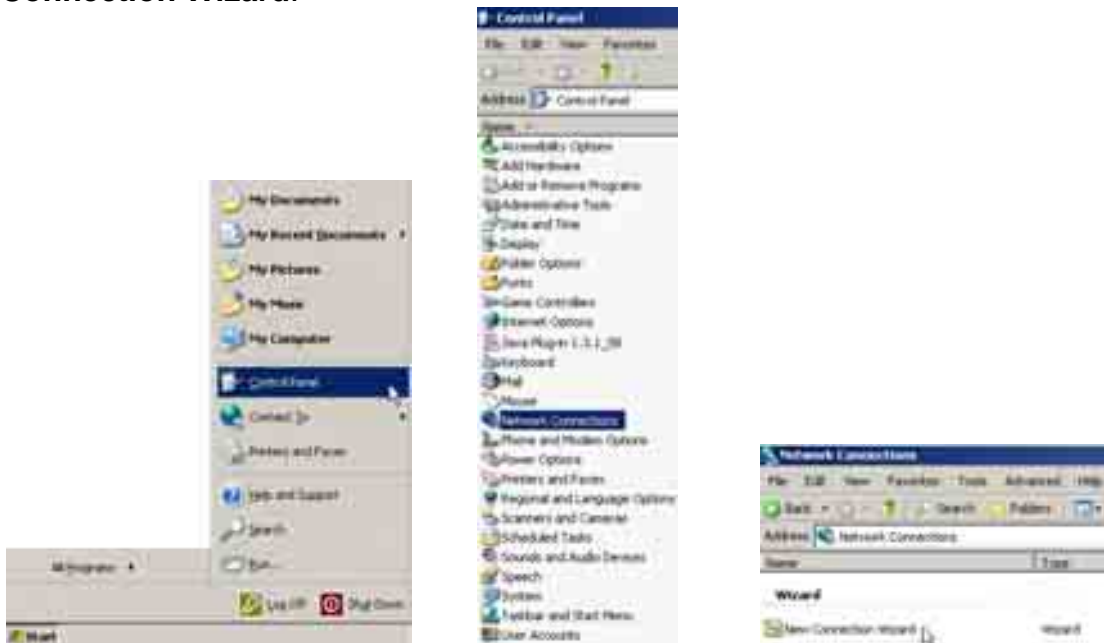 Connection Wizard.
My Documents
My Recent Documents
My Pictures
My Music
My Computer
Control Panel
Connect To
Printers and Faxes
Help and Support
Search
Run...
All Programs
Log Off Shut Down
Start
Control Panel
File Edit View Favorites
Address Control Panel
Name
Accessibility Options
Add Hardware
Add or Remove Programs
Administrative Tools
Date and Time
Display
Folder Options
Fonts
Game Controllers
Internet Options
Java Plug-in 1.3.1_08
Keyboard
Mail
Mouse
Network Connections
Phone and Modem Options
Power Options
Printers and Faxes
Regional and Language Options
Scanners and Cameras
Scheduled Tasks
Sounds and Audio Devices
Speech
System
Taskbar and Start Menu
User Accounts
Network Connections
File Edit View Favorites Tools Advanced Help
Back Search Folders
Address Network Connections
Name Type
Wizard
New Connection Wizard Wizard